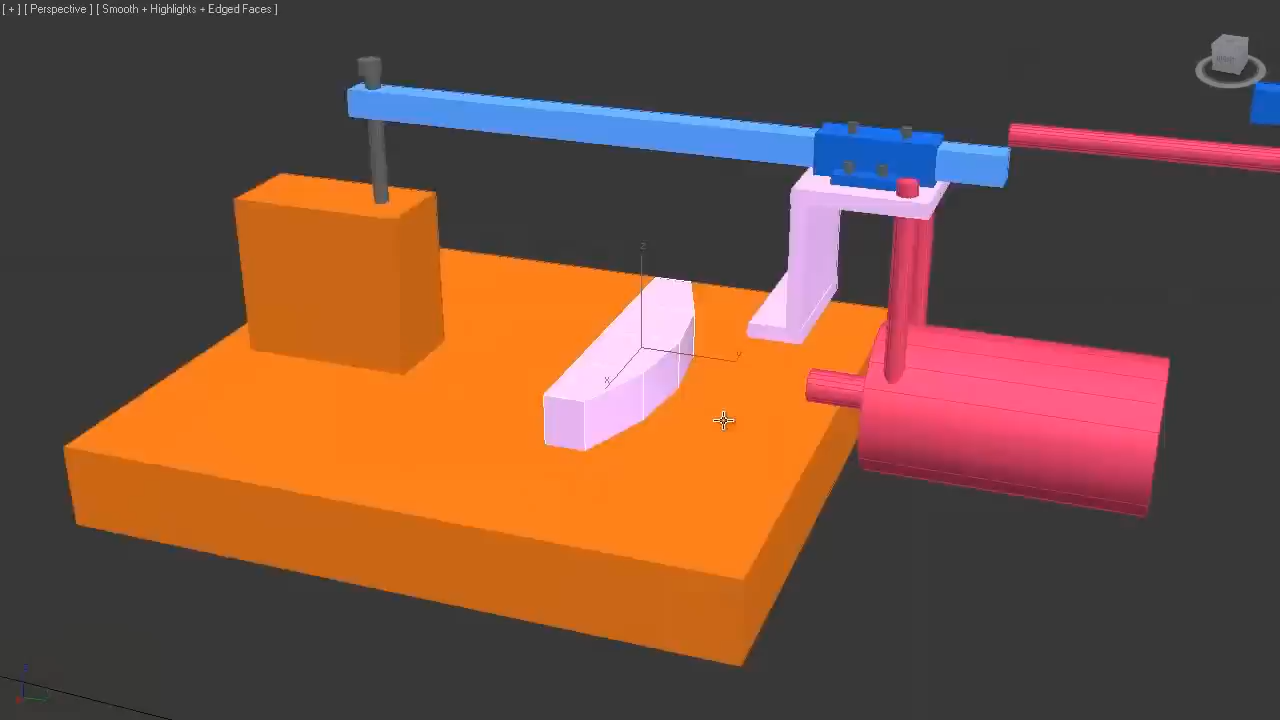 [ + ] [ Perspective ] [ Smooth + Highlights + Edged Faces ]
z
y
x